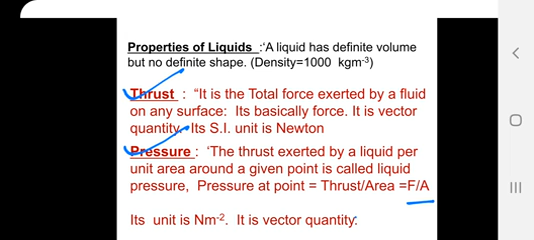 Properties of Liquids :‘A liquid has definite volume
but no definite shape. (Density=1000 kgm⁻³)
Thrust : “It is the Total force exerted by a fluid
on any surface: Its basically force. It is vector
quantity. Its S.I. unit is Newton
Pressure : ‘The thrust exerted by a liquid per
unit area around a given point is called liquid
pressure, Pressure at point = Thrust/Area =F/A
Its unit is Nm⁻². It is vector quantity: